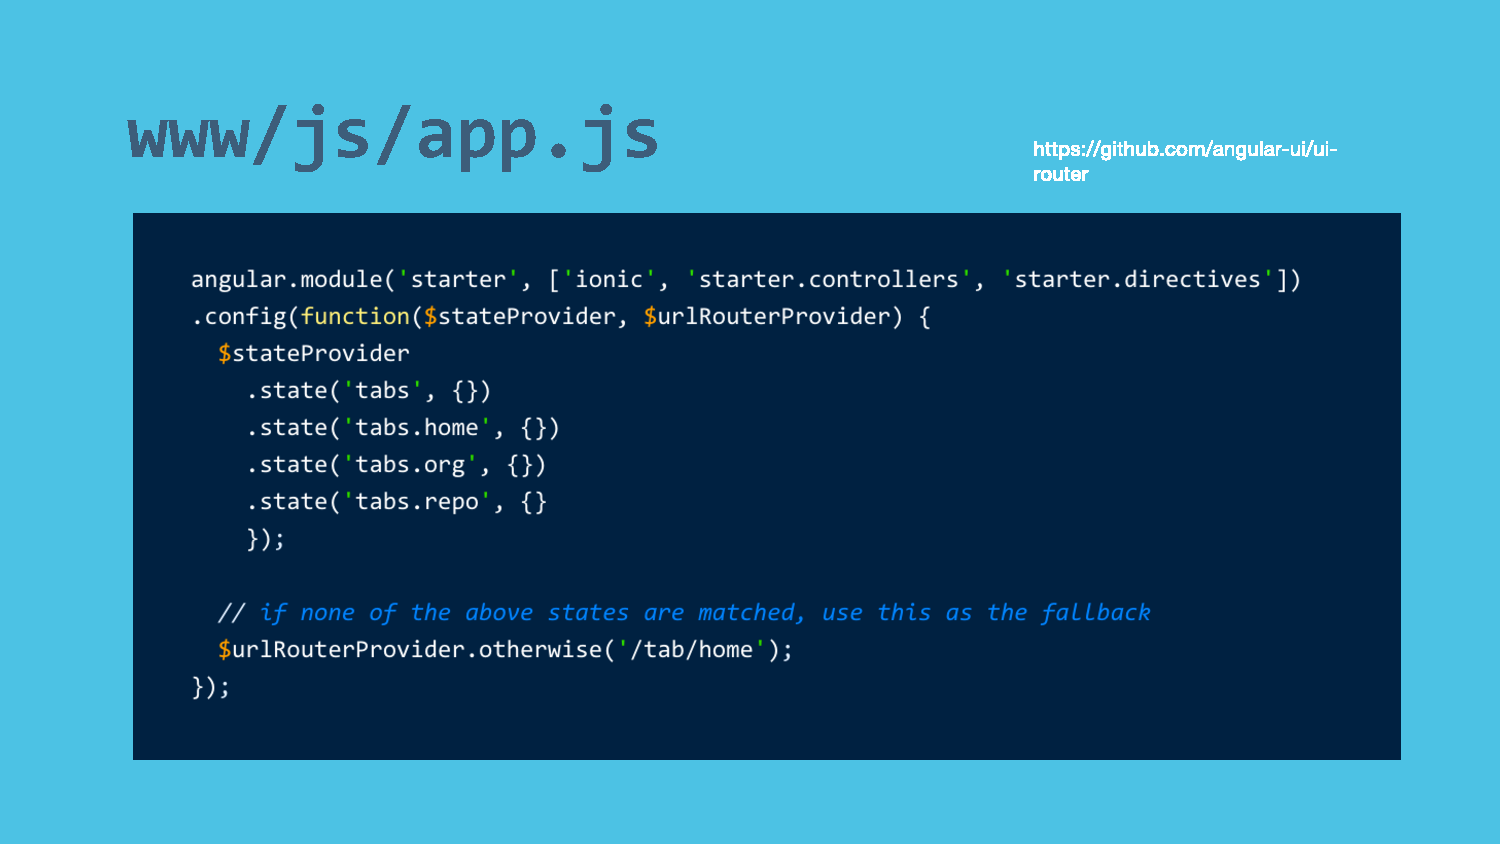 www/js/app.js
https://github.com/angular-ui/ui-
router
angular.module('starter', ['ionic', 'starter.controllers', 'starter.directives'])
.config(function($stateProvider, $urlRouterProvider) {
  $stateProvider
    .state('tabs', {})
    .state('tabs.home', {})
    .state('tabs.org', {})
    .state('tabs.repo', {}
    });
  // if none of the above states are matched, use this as the fallback
  $urlRouterProvider.otherwise('/tab/home');
});